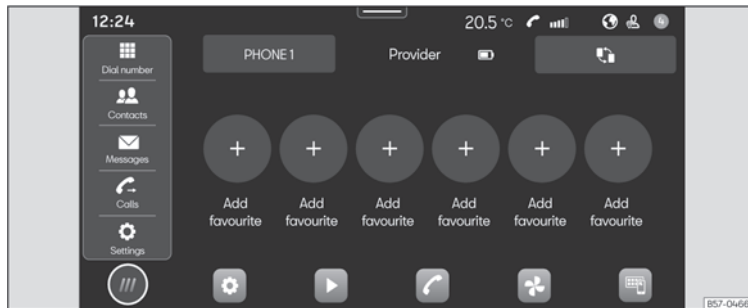 12:24
20.5 °C
4
PHONE 1
Provider
Dial number
Contacts
Messages
Calls
Settings
+ + + + + +
Add Add Add Add Add Add
favourite favourite favourite favourite favourite favourite
B57-0466